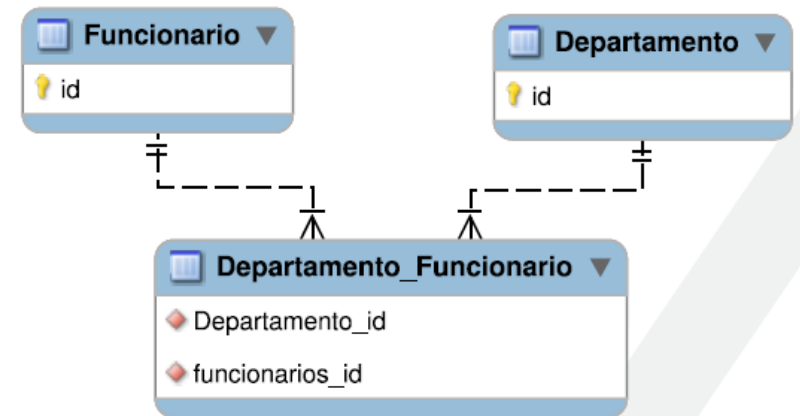 Funcionario
id
Departamento
id
Departamento_Funcionario
Departamento_id
funcionarios_id